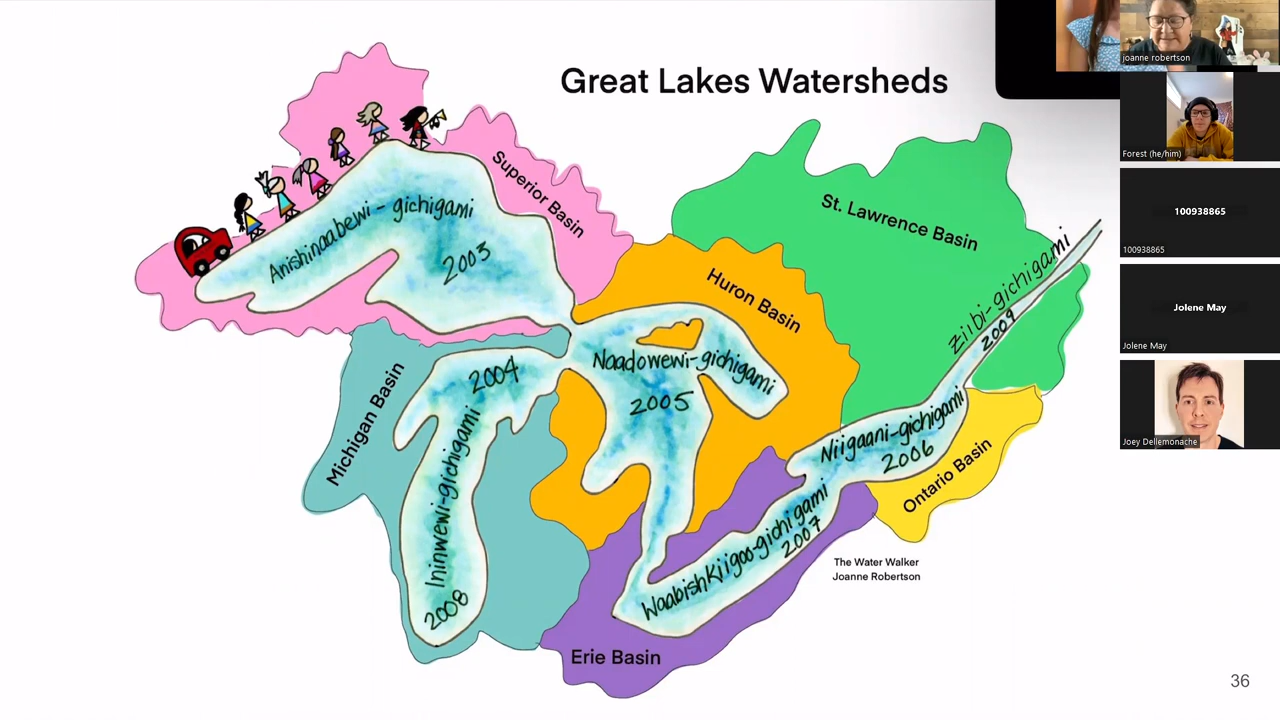 Great Lakes Watersheds
Superior Basin
Anishinaabewi-gichigami
2003
St. Lawrence Basin
Huron Basin
Ziibi-gichigami
2009
Naadowewi-gichigami
2005
Michigan Basin
2004
Ininwewi-gichigami
2008
Niigaani-gichigami
2006
Ontario Basin
Waabishkiigoo-gichigami
2007
The Water Walker
Joanne Robertson
Erie Basin
36
joanne robertson
Forest (he/him)
100938865
100938865
Jolene May
Jolene May
Joey Dellemonache